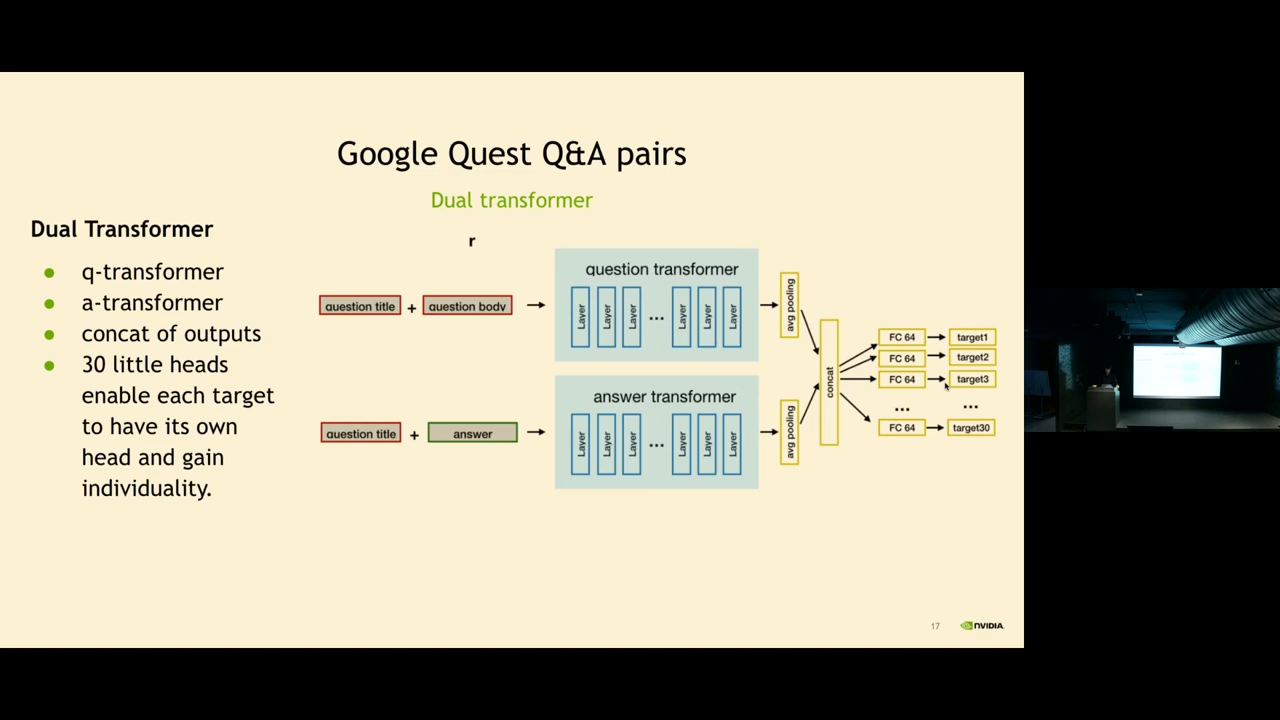 Google Quest Q&A pairs
Dual transformer
Dual Transformer
r
● q-transformer
● a-transformer
● concat of outputs
● 30 little heads
enable each target
to have its own
head and gain
individuality.
question title + question body
question transformer
Layer Layer Layer ... Layer Layer Layer
avg pooling
question title + answer
answer transformer
Layer Layer Layer ... Layer Layer Layer
avg pooling
concat
FC 64 target1
FC 64 target2
FC 64 target3
... ...
FC 64 target30
17 NVIDIA.